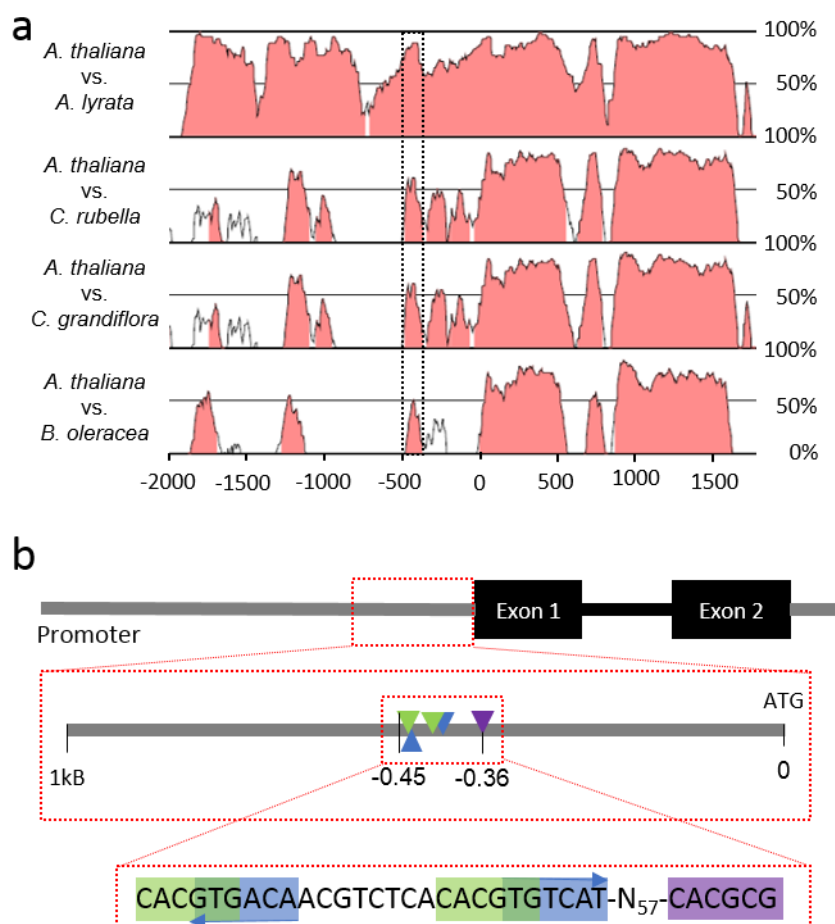 a
A. thaliana
vs.
A. lyrata
100%
50%
100%
A. thaliana
vs.
C. rubella
50%
100%
A. thaliana
vs.
C. grandiflora
50%
100%
A. thaliana
vs.
B. oleracea
50%
0%
-2000 -1500 -1000 -500 0 500 1000 1500
b
Promoter
Exon 1 Exon 2
ATG
1kB
-0.45 -0.36 0
CACGTGACAACGTCTCACACGTGTCAT-N₅₇-CACGCG